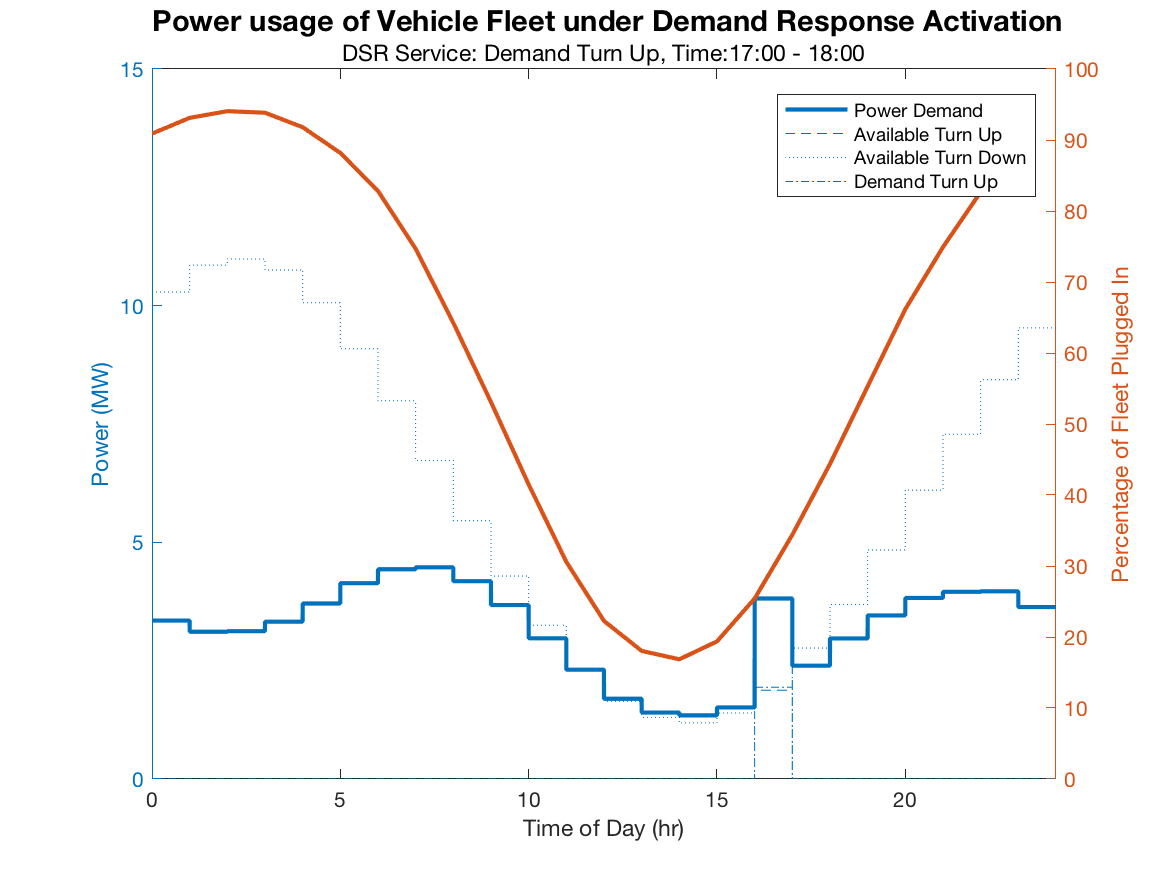 Power usage of Vehicle Fleet under Demand Response Activation
DSR Service: Demand Turn Up, Time:17:00 - 18:00
15
10
5
0
Power (MW)
100
90
80
70
60
50
40
30
20
10
0
Percentage of Fleet Plugged In
Power Demand
Available Turn Up
Available Turn Down
Demand Turn Up
0
5
10
15
20
Time of Day (hr)